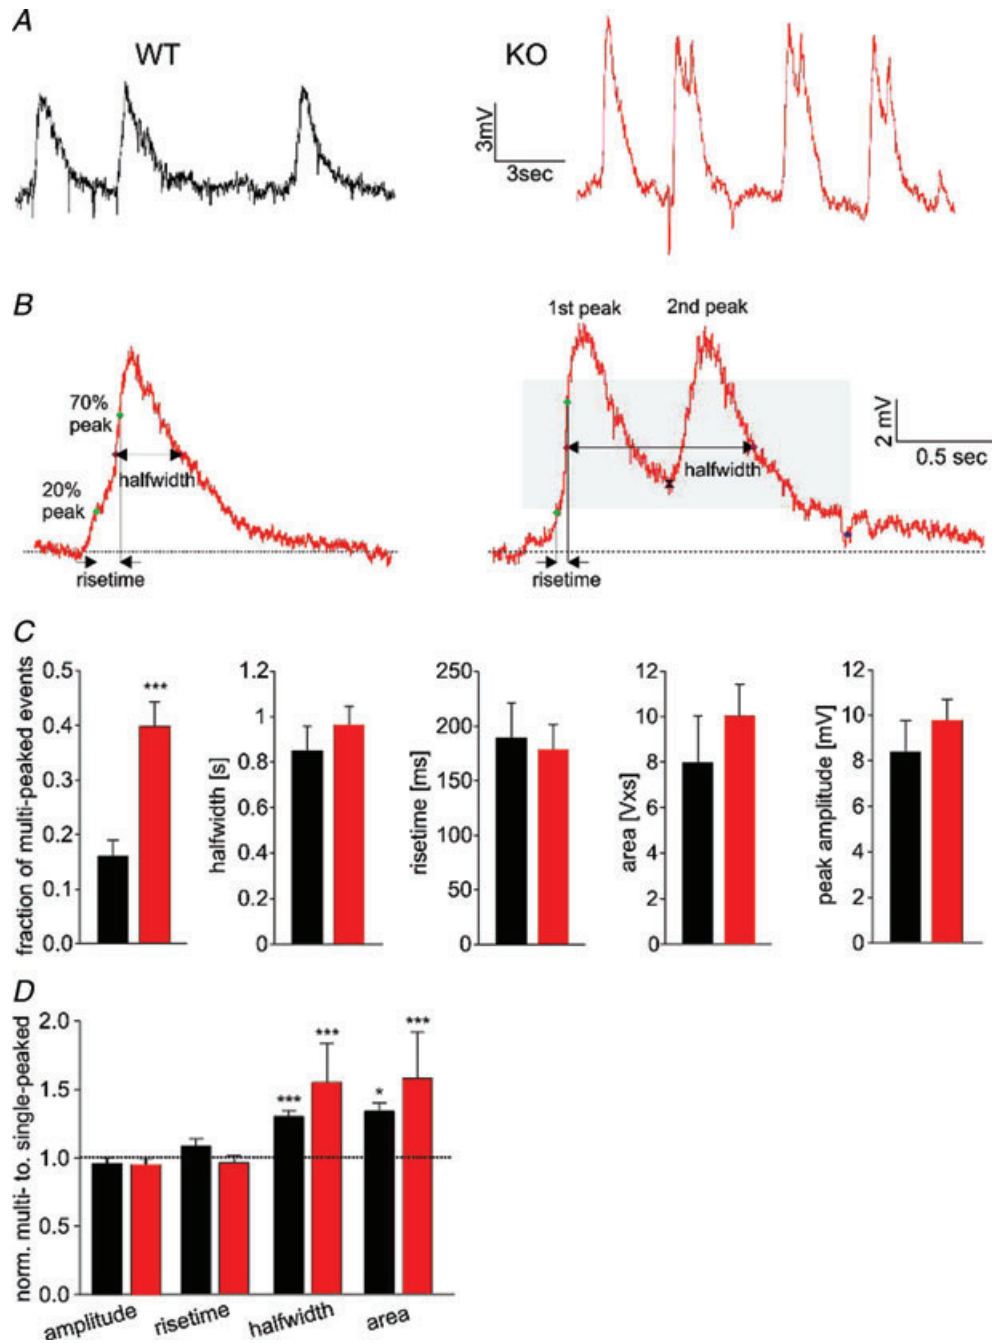 A
WT
KO
3mV
3sec
B
1st peak
2nd peak
70%
peak
20%
peak
halfwidth
risetime
halfwidth
risetime
2 mV
0.5 sec
C
fraction of multi-peaked events
0.5
0.4
0.3
0.2
0.1
0.0
***
halfwidth [s]
1.2
1
0.8
0.6
0.4
0.2
0
risetime [ms]
250
200
150
100
50
0
area [Vxs]
12
10
8
6
4
2
0
peak amplitude [mV]
12
10
8
6
4
2
0
D
norm. multi- to. single-peaked
2.0
1.5
1.0
0.5
0.0
***
***
*
***
amplitude
risetime
halfwidth
area